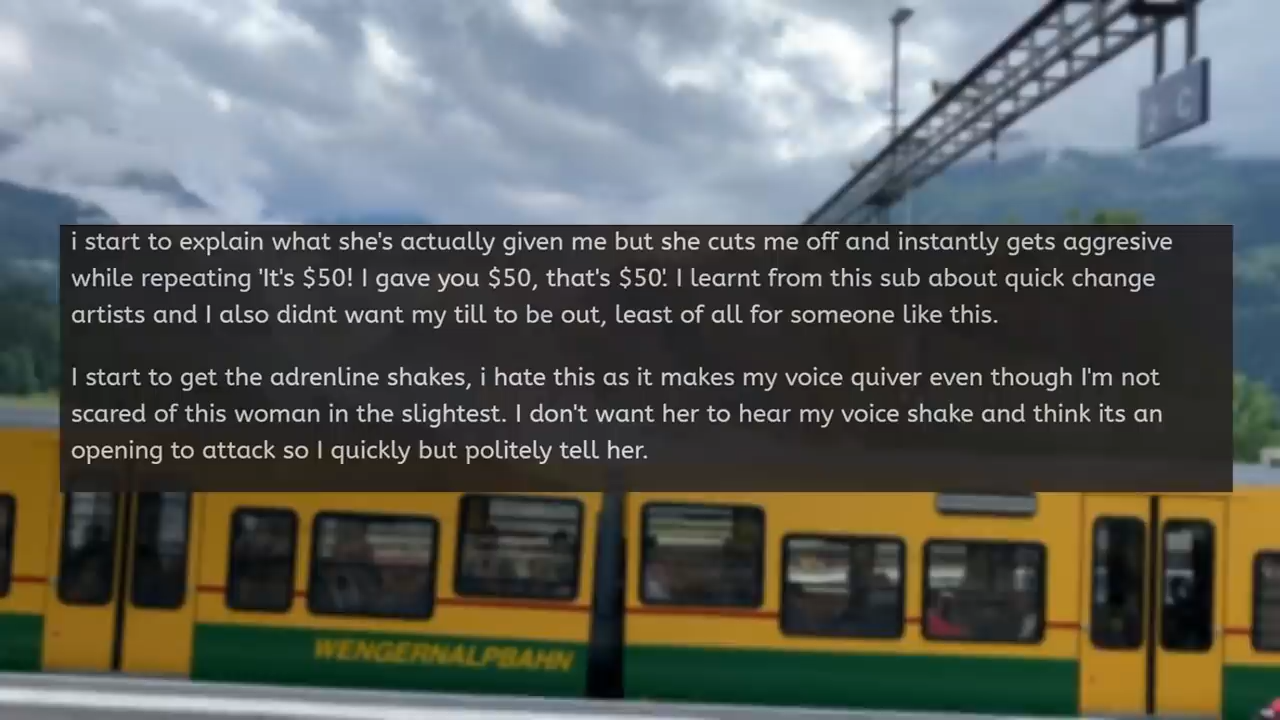 i start to explain what she's actually given me but she cuts me off and instantly gets aggresive
while repeating 'It's $50! I gave you $50, that's $50'. I learnt from this sub about quick change
artists and I also didnt want my till to be out, least of all for someone like this.
I start to get the adrenline shakes, i hate this as it makes my voice quiver even though I'm not
scared of this woman in the slightest. I don't want her to hear my voice shake and think its an
opening to attack so I quickly but politely tell her.
WENGERNALPBAHN